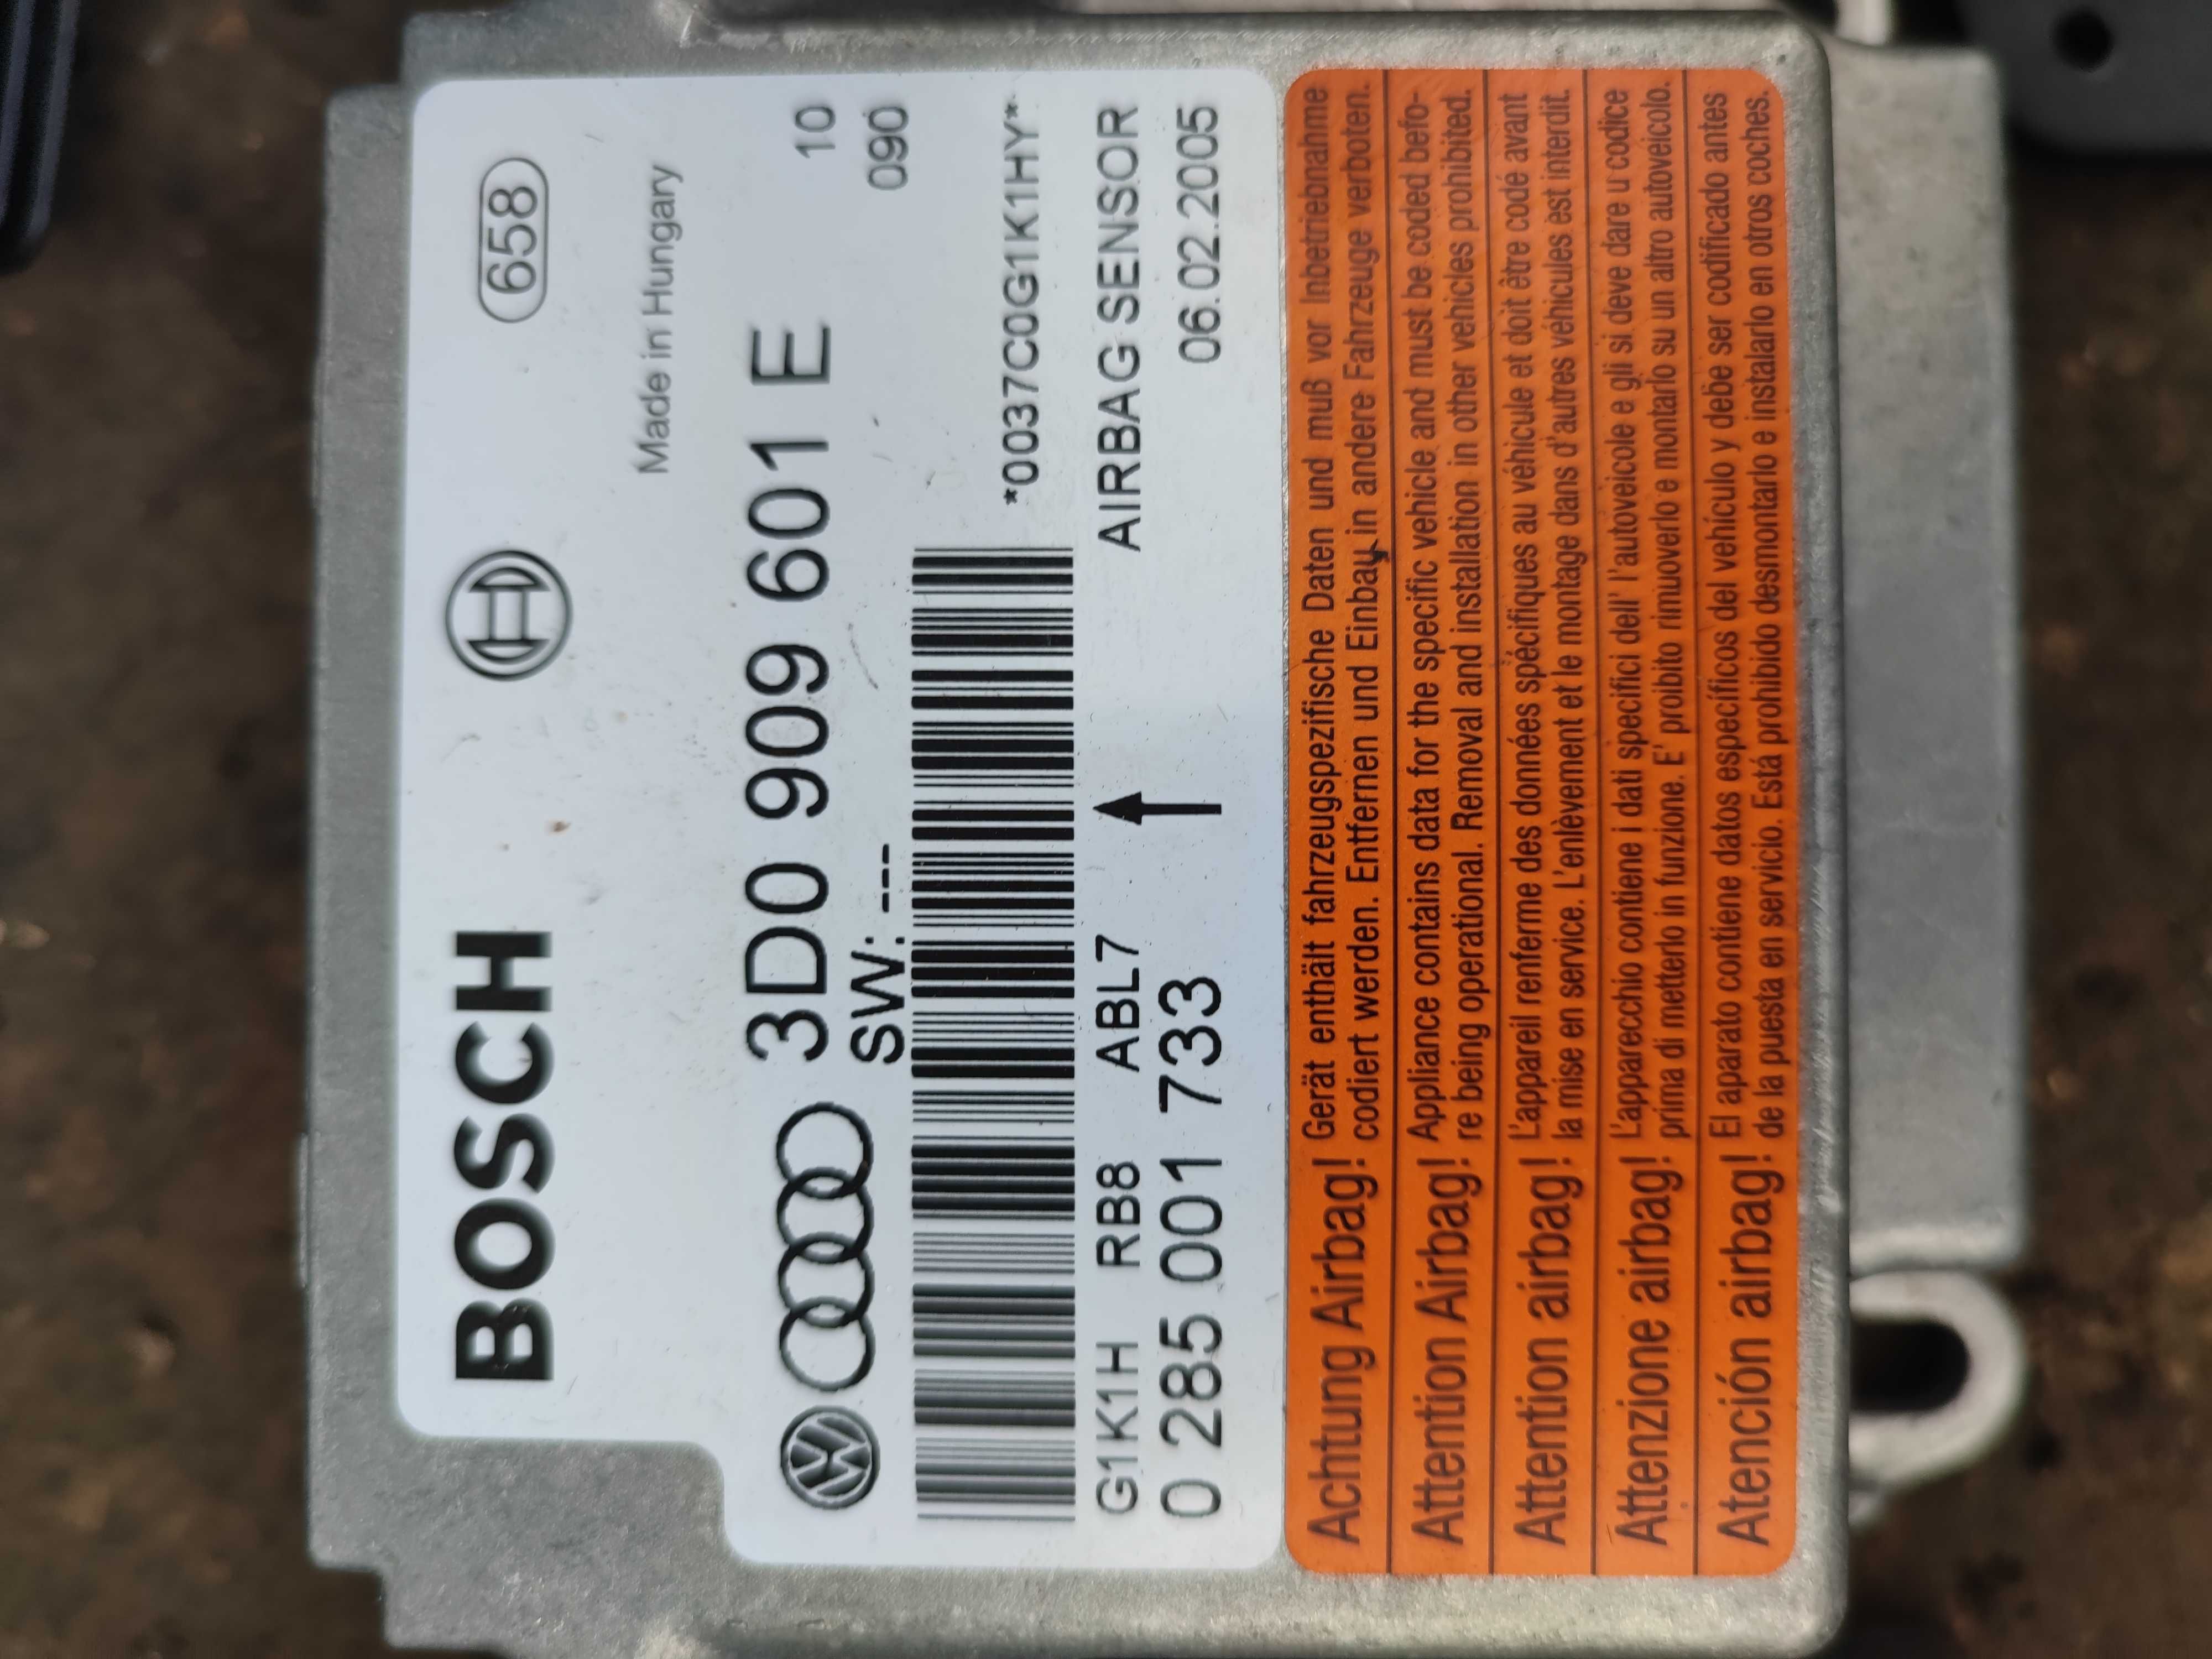 BOSCH
658
Made in Hungary
3D0 909 601 E
10
SW: ---
090
*0037C0G1K1HY*
G1K1H RB8 ABL7
AIRBAG SENSOR
0 285 001 733
06.02.2005
Achtung Airbag!
Gerät enthält fahrzeugspezifische Daten und muß vor Inbetriebnahme
codiert werden. Entfernen und Einbau in andere Fahrzeuge verboten.
Attention Airbag!
Appliance contains data for the specific vehicle and must be coded befo-
re being operational. Removal and installation in other vehicles prohibited.
Attention airbag!
L'appareil renferme des données spécifiques au véhicule et doit être codé avant
la mise en service. L'enlèvement et le montage dans d'autres véhicules est interdit.
Attenzione airbag!
L'apparecchio contiene i dati specifici dell' l'autoveicole e gli si deve dare u codice
prima di metterlo in funzione. E' proibito rimuoverlo e montarlo su un altro autoveicolo.
Atención airbag!
El aparato contiene datos específicos del vehículo y debe ser codificado antes
de la puesta en servicio. Está prohibido desmontarlo e instalarlo en otros coches.